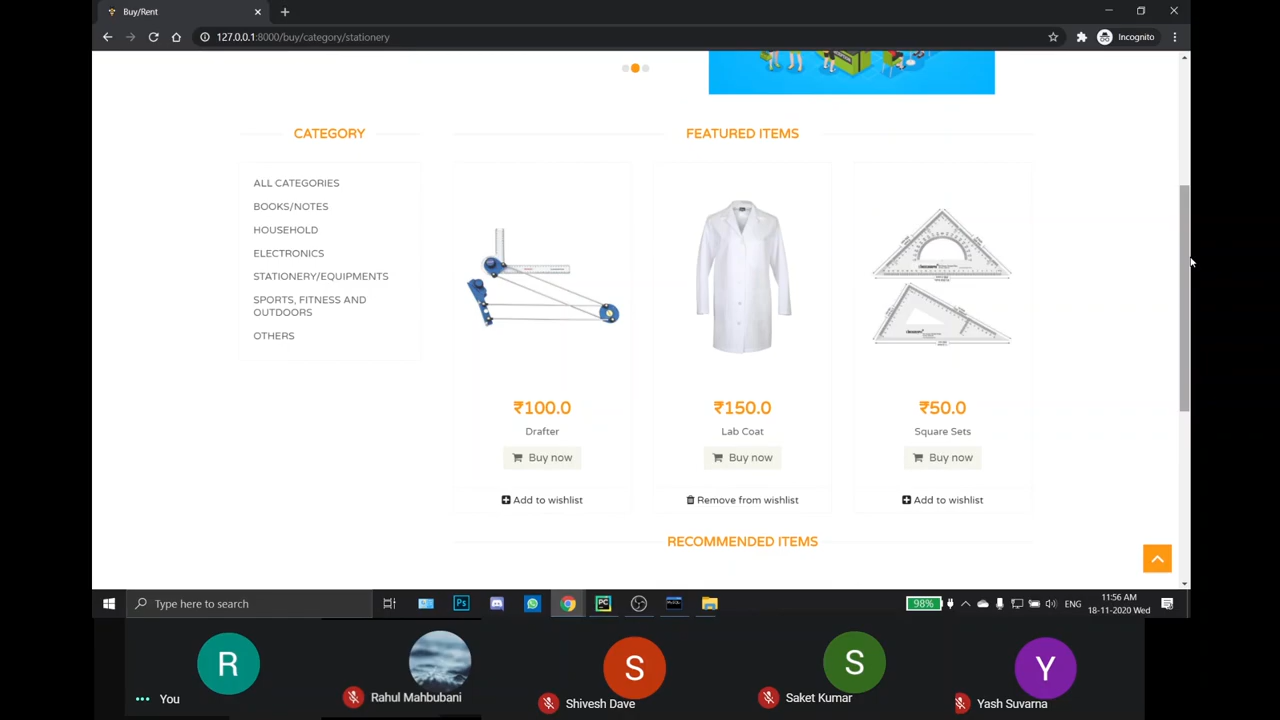 Buy/Rent
127.0.0.1:8000/buy/category/stationery
Incognito
CATEGORY
FEATURED ITEMS
ALL CATEGORIES
BOOKS/NOTES
HOUSEHOLD
ELECTRONICS
STATIONERY/EQUIPMENTS
SPORTS, FITNESS AND
OUTDOORS
OTHERS
₹100.0
Drafter
Buy now
Add to wishlist
₹150.0
Lab Coat
Buy now
Remove from wishlist
₹50.0
Square Sets
Buy now
Add to wishlist
RECOMMENDED ITEMS
Type here to search
Ps
PC
98%
ENG
11:56 AM
18-11-2020 Wed
R
You
Rahul Mahbubani
S
Shivesh Dave
S
Saket Kumar
Y
Yash Suvarna